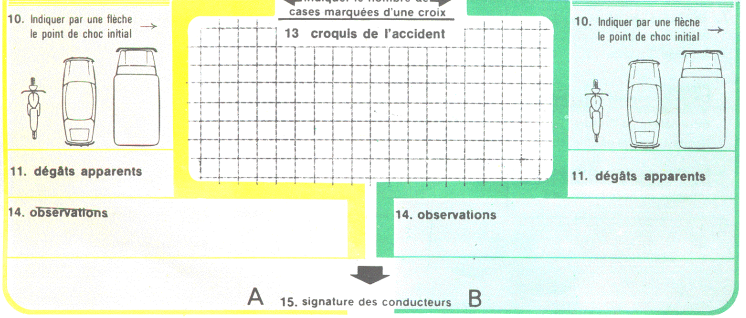 Indiquer le nombre de
cases marquées d'une croix
10. Indiquer par une flèche
le point de choc initial
13 croquis de l'accident
10. Indiquer par une flèche
le point de choc initial
11. dégâts apparents
11. dégâts apparents
14. observations
14. observations
A 15. signature des conducteurs B